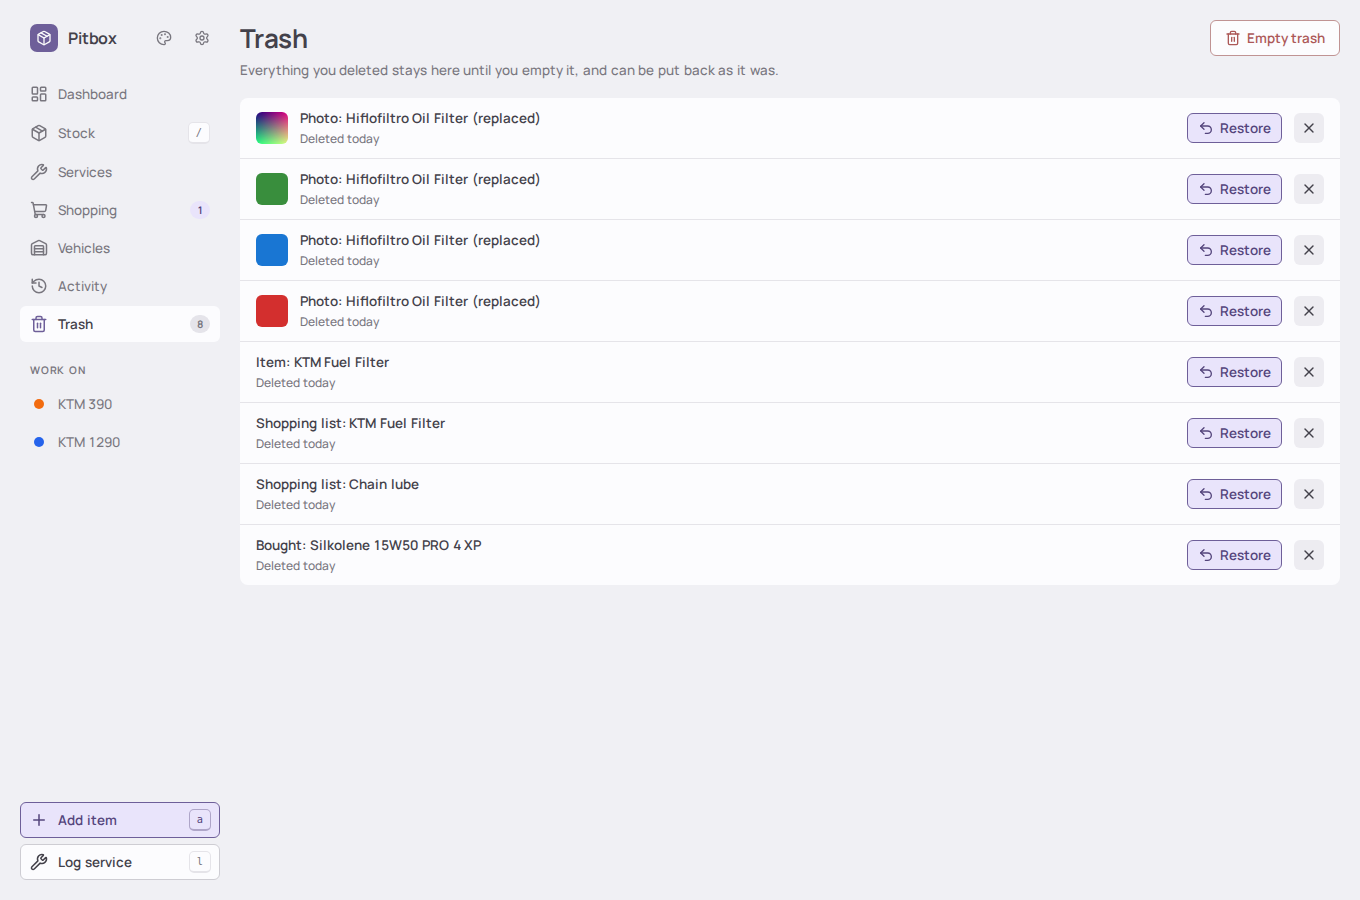 Pitbox
Dashboard
Stock /
Services
Shopping 1
Vehicles
Activity
Trash 8
WORK ON
KTM 390
KTM 1290
Add item a
Log service l
Trash
Empty trash
Everything you deleted stays here until you empty it, and can be put back as it was.
Photo: Hiflofiltro Oil Filter (replaced)
Deleted today
Restore
Photo: Hiflofiltro Oil Filter (replaced)
Deleted today
Restore
Photo: Hiflofiltro Oil Filter (replaced)
Deleted today
Restore
Photo: Hiflofiltro Oil Filter (replaced)
Deleted today
Restore
Item: KTM Fuel Filter
Deleted today
Restore
Shopping list: KTM Fuel Filter
Deleted today
Restore
Shopping list: Chain lube
Deleted today
Restore
Bought: Silkolene 15W50 PRO 4 XP
Deleted today
Restore